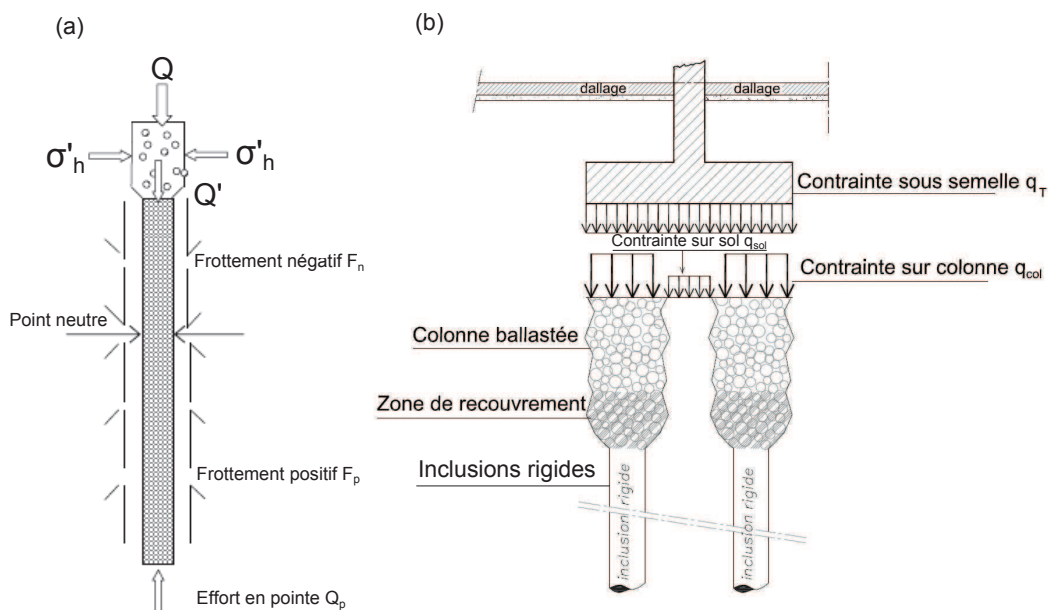 (a)
Q
σ'h
σ'h
Q'
Frottement négatif Fn
Point neutre
Frottement positif Fp
Effort en pointe Qp
(b)
dallage
dallage
Contrainte sous semelle qT
Contrainte sur sol qsol
Contrainte sur colonne qcol
Colonne ballastée
Zone de recouvrement
Inclusions rigides
inclusion rigide
inclusion rigide